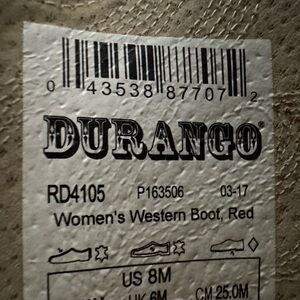 0 43538 87707 2
DURANGO®
RD4105 P163506 03-17
Women's Western Boot, Red
US 8M
UK 6M CM 25.0M